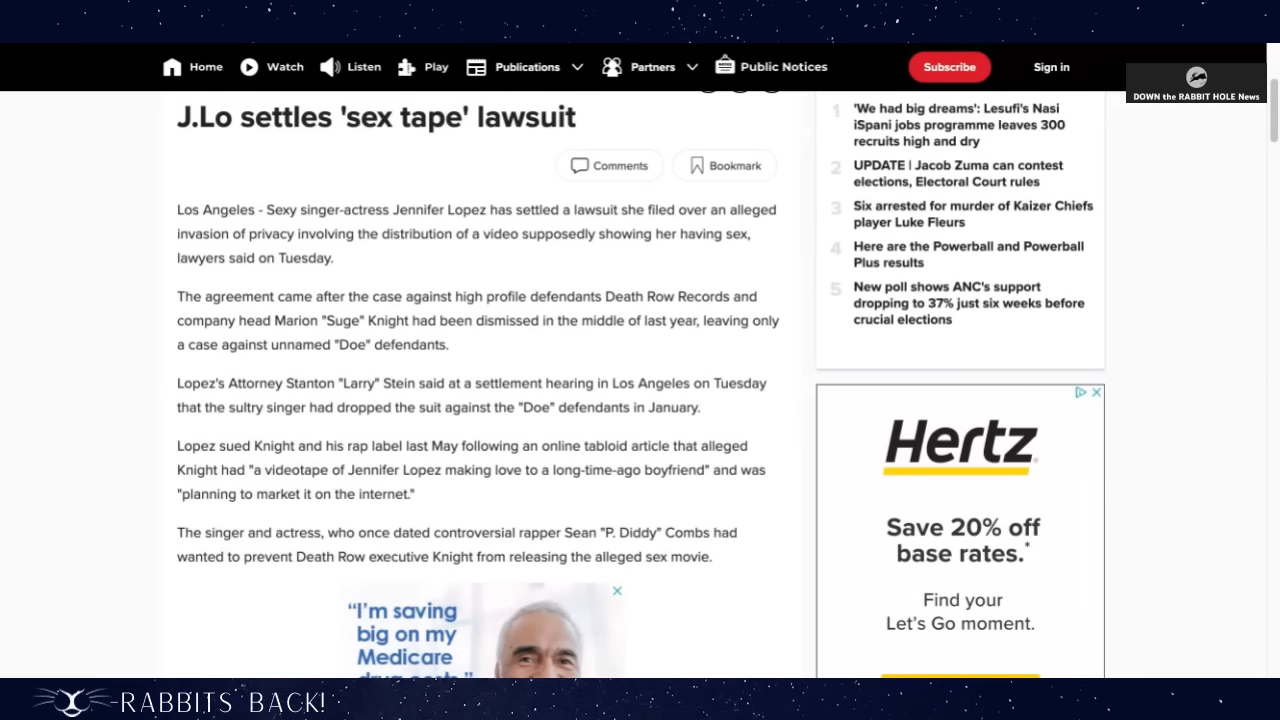 Home
Watch
Listen
Play
Publications
Partners
Public Notices
Subscribe
Sign in
DOWN the RABBIT HOLE News
J.Lo settles 'sex tape' lawsuit
Comments
Bookmark
Los Angeles - Sexy singer-actress Jennifer Lopez has settled a lawsuit she filed over an alleged
invasion of privacy involving the distribution of a video supposedly showing her having sex,
lawyers said on Tuesday.
The agreement came after the case against high profile defendants Death Row Records and
company head Marion "Suge" Knight had been dismissed in the middle of last year, leaving only
a case against unnamed "Doe" defendants.
Lopez's Attorney Stanton "Larry" Stein said at a settlement hearing in Los Angeles on Tuesday
that the sultry singer had dropped the suit against the "Doe" defendants in January.
Lopez sued Knight and his rap label last May following an online tabloid article that alleged
Knight had "a videotape of Jennifer Lopez making love to a long-time-ago boyfriend" and was
"planning to market it on the internet."
The singer and actress, who once dated controversial rapper Sean "P. Diddy" Combs had
wanted to prevent Death Row executive Knight from releasing the alleged sex movie.
"I'm saving
big on my
Medicare
drug costs."
1 'We had big dreams': Lesufi's Nasi
iSpani jobs programme leaves 300
recruits high and dry
2 UPDATE | Jacob Zuma can contest
elections, Electoral Court rules
3 Six arrested for murder of Kaizer Chiefs
player Luke Fleurs
4 Here are the Powerball and Powerball
Plus results
5 New poll shows ANC's support
dropping to 37% just six weeks before
crucial elections
Hertz.
Save 20% off
base rates.*
Find your
Let's Go moment.
-RABBITS BACK!